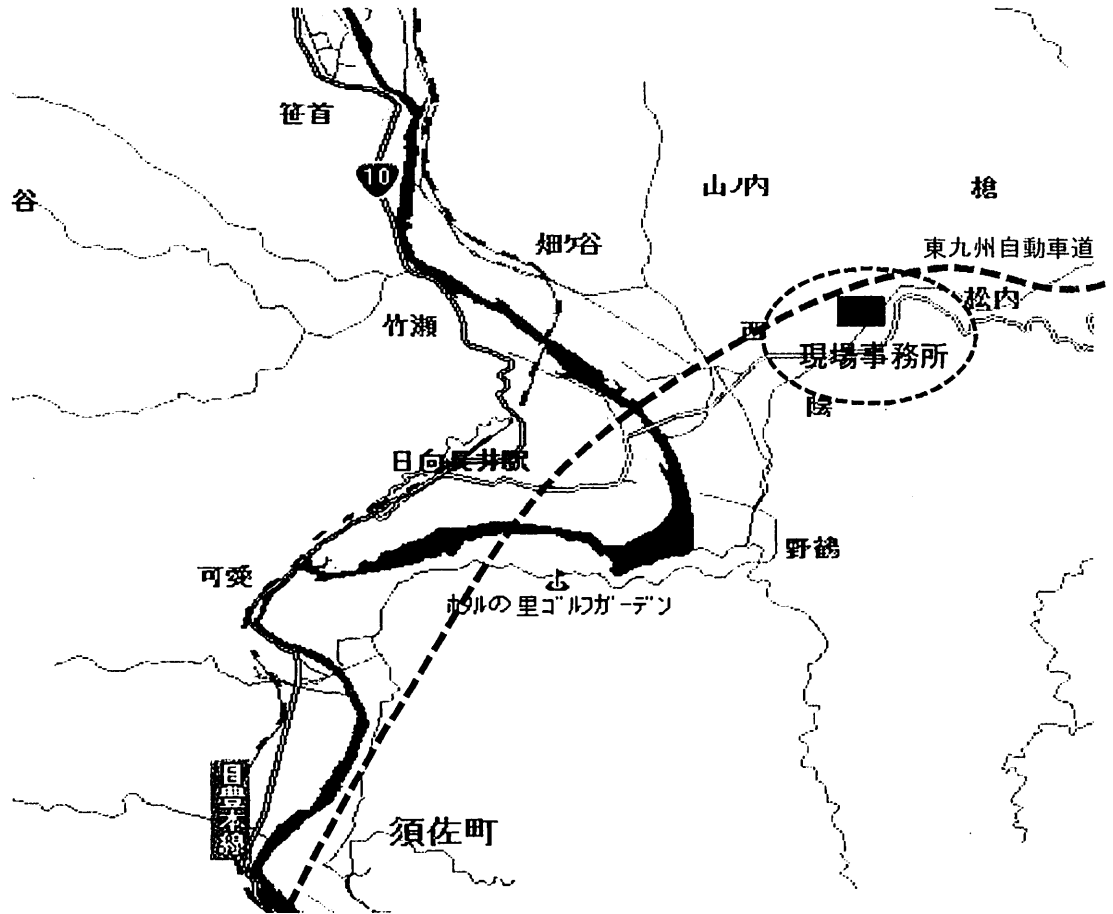 笹首
10
谷
山ノ内
槍
畑ケ谷
東九州自動車道
松内
竹瀬
西
現場事務所
陰
日向長井駅
野鶴
可愛
ホタルの里ゴルフガーデン
日豊本線
須佐町